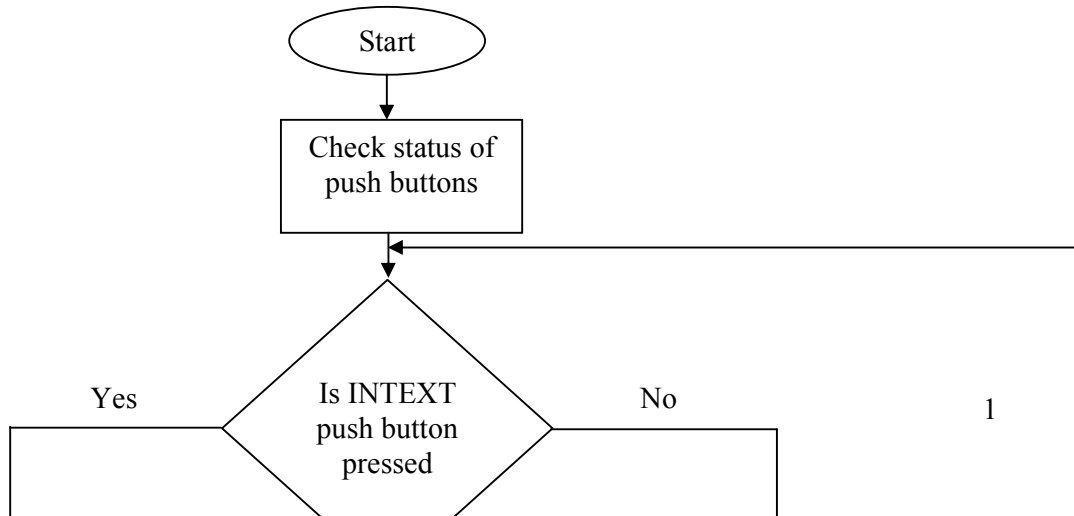 Start
Check status of
push buttons
Yes
Is INTEXT
push button
pressed
No
1